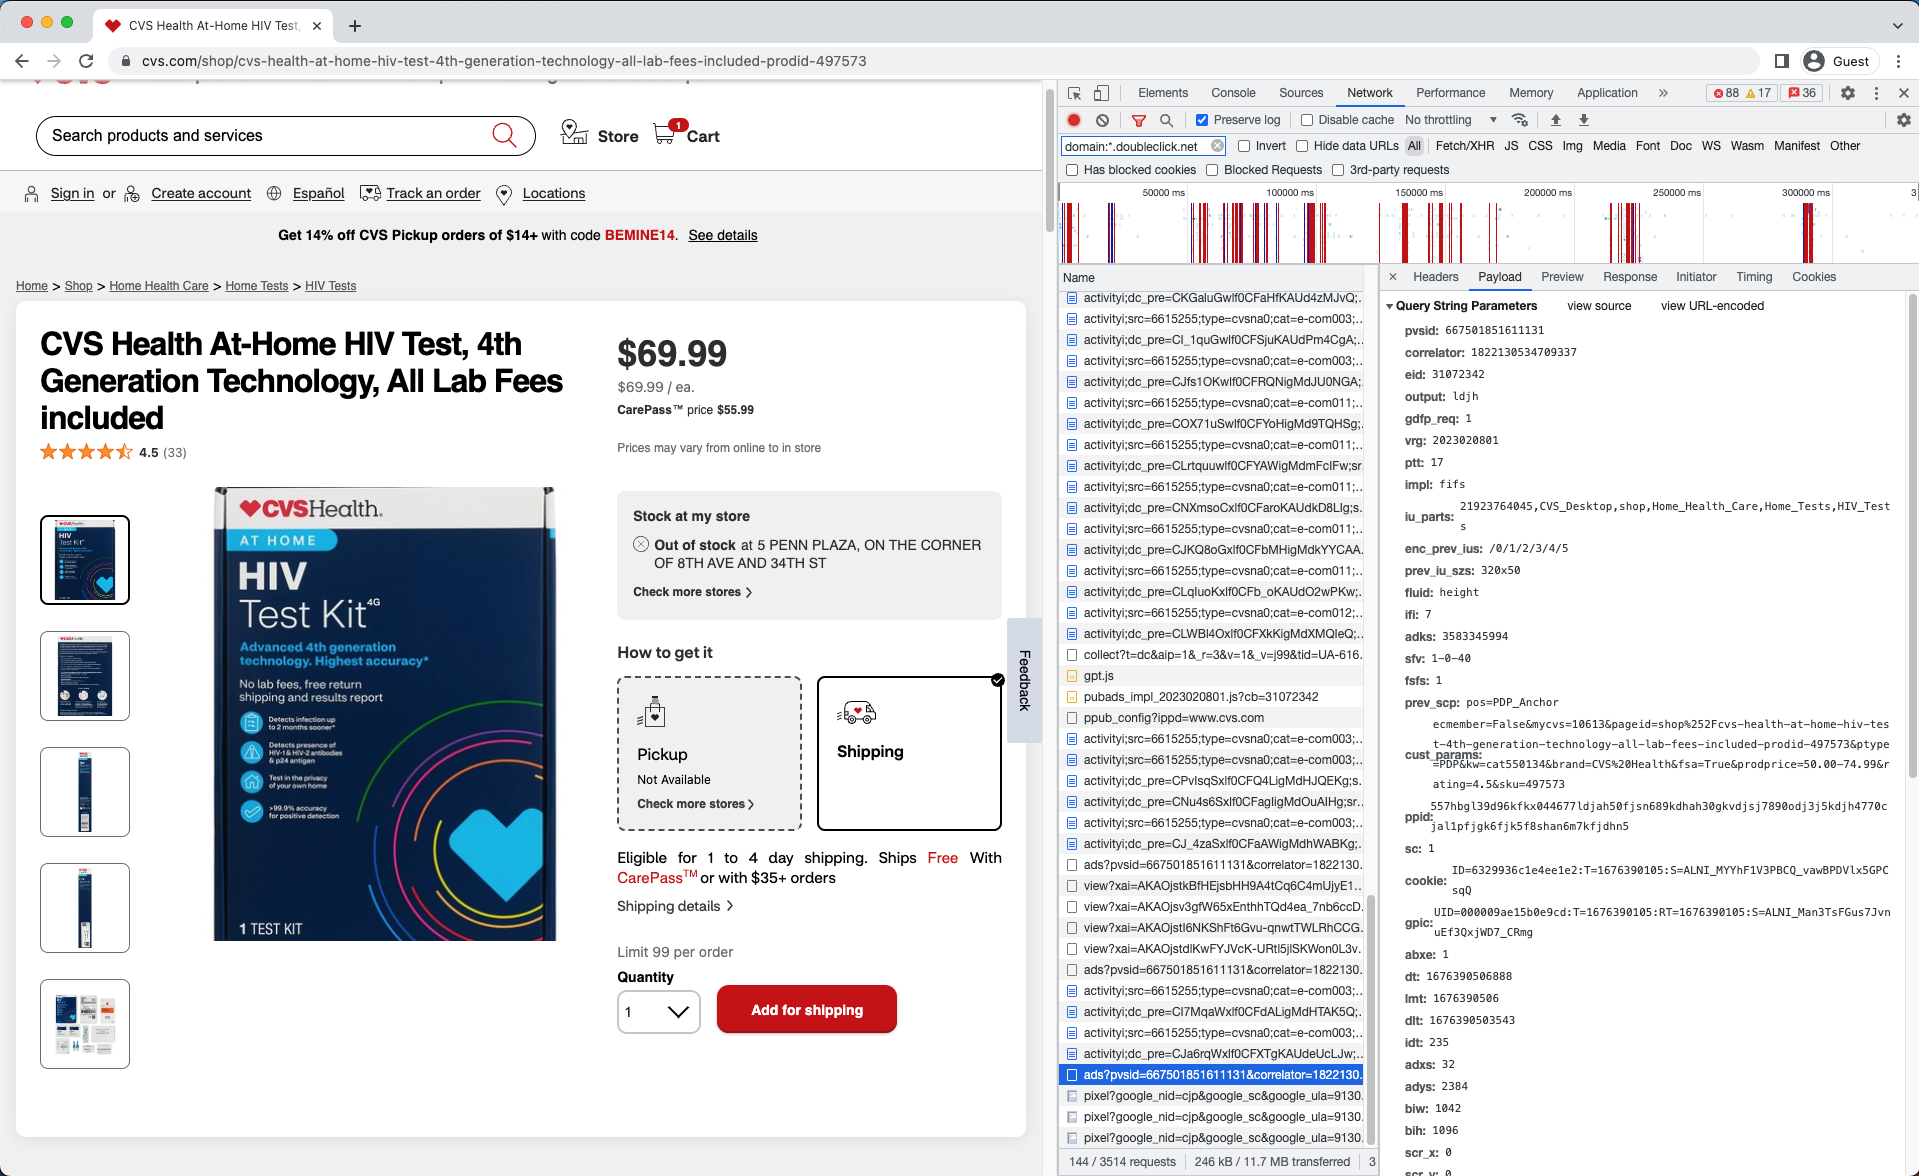 CVS Health At-Home HIV Test,
cvs.com/shop/cvs-health-at-home-hiv-test-4th-generation-technology-all-lab-fees-included-prodid-497573
Guest
Search products and services
Store
1
Cart
Sign in or Create account
Español
Track an order
Locations
Get 14% off CVS Pickup orders of $14+ with code BEMINE14. See details
Home > Shop > Home Health Care > Home Tests > HIV Tests
CVS Health At-Home HIV Test, 4th
Generation Technology, All Lab Fees
included
4.5 (33)
♥CVSHealth.
AT HOME
HIV
Test Kit 4G
Advanced 4th generation
technology. Highest accuracy*
No lab fees, free return
shipping and results report
Detects infection up
to 2 months sooner*
Detects presence of
HIV-1 & HIV-2 antibodies
& p24 antigen
Test in the privacy
of your own home
>99.9% accuracy
for positive detection
1 TEST KIT
$69.99
$69.99 / ea.
CarePass™ price $55.99
Prices may vary from online to in store
Stock at my store
Out of stock at 5 PENN PLAZA, ON THE CORNER
OF 8TH AVE AND 34TH ST
Check more stores >
How to get it
Pickup
Not Available
Check more stores >
Shipping
Eligible for 1 to 4 day shipping. Ships Free With
CarePass™ or with $35+ orders
Shipping details >
Limit 99 per order
Quantity
1
Add for shipping
Feedback
Elements Console Sources Network Performance Memory Application » 88 17 36
Preserve log Disable cache No throttling
domain:*.doubleclick.net Invert Hide data URLs All Fetch/XHR JS CSS Img Media Font Doc WS Wasm Manifest Other
Has blocked cookies Blocked Requests 3rd-party requests
50000 ms 100000 ms 150000 ms 200000 ms 250000 ms 300000 ms 3
Name
activityi;dc_pre=CKGaluGwlf0CFaHfKAUd4zMJvQ;.
activityi;src=6615255;type=cvsna0;cat=e-com003;..
activityi;dc_pre=CI_1quGwlf0CFSjuKAUdPm4CgA;.
activityi;src=6615255;type=cvsna0;cat=e-com003;..
activityi;dc_pre=CJfs1OKwlf0CFRQNigMdJU0NGA;.
activityi;src=6615255;type=cvsna0;cat=e-com011;..
activityi;dc_pre=COX71uSwlf0CFYoHigMd9TQHSg;.
activityi;src=6615255;type=cvsna0;cat=e-com011;..
activityi;dc_pre=CLrtquuwlf0CFYAWigMdmFcIFw;sr
activityi;src=6615255;type=cvsna0;cat=e-com011;..
activityi;dc_pre=CNXmsoCxlf0CFaroKAUdkD8LIg;s.
activityi;src=6615255;type=cvsna0;cat=e-com011;..
activityi;dc_pre=CJKQ8oGxlf0CFbMHigMdkYYCAA.
activityi;src=6615255;type=cvsna0;cat=e-com011;..
activityi;dc_pre=CLqIuoKxlf0CFb_oKAUdO2wPKw;.
activityi;src=6615255;type=cvsna0;cat=e-com012;..
activityi;dc_pre=CLWBl4Oxlf0CFXkKigMdXMQIeQ;.
collect?t=dc&aip=1&_r=3&v=1&_v=j99&tid=UA-616.
gpt.js
pubads_impl_2023020801.js?cb=31072342
ppub_config?ippd=www.cvs.com
activityi;src=6615255;type=cvsna0;cat=e-com003;..
activityi;src=6615255;type=cvsna0;cat=e-com003;..
activityi;dc_pre=CPvIsqSxlf0CFQ4LigMdHJQEKg;s.
activityi;dc_pre=CNu4s6Sxlf0CFagIigMdOuAIHg;sr.
activityi;src=6615255;type=cvsna0;cat=e-com003;..
activityi;dc_pre=CJ_4zaSxlf0CFaAWigMdhWABKg;.
ads?pvsid=667501851611131&correlator=1822130.
view?xai=AKAOjstkBfHEjsbHH9A4tCq6C4mUjyE1..
view?xai=AKAOjsv3gfW65xEnthhTQd4ea_7nb6ccD.
view?xai=AKAOjstI6NKShFt6Gvu-qnwtTWLRhCCG.
view?xai=AKAOjstdlKwFYJVcK-URtl5jlSKWon0L3v.
ads?pvsid=667501851611131&correlator=1822130.
activityi;src=6615255;type=cvsna0;cat=e-com003;..
activityi;dc_pre=CI7MqaWxlf0CFdALigMdHTAK5Q;.
activityi;src=6615255;type=cvsna0;cat=e-com003;..
activityi;dc_pre=CJa6rqWxlf0CFXTgKAUdeUcLJw;.
ads?pvsid=667501851611131&correlator=1822130.
pixel?google_nid=cjp&google_sc&google_ula=9130.
pixel?google_nid=cjp&google_sc&google_ula=9130.
pixel?google_nid=cjp&google_sc&google_ula=9130.
144 / 3514 requests 246 kB / 11.7 MB transferred 3
Headers Payload Preview Response Initiator Timing Cookies
Query String Parameters view source view URL-encoded
pvsid: 667501851611131
correlator: 1822130534709337
eid: 31072342
output: ldjh
gdfp_req: 1
vrg: 2023020801
ptt: 17
impl: fifs
iu_parts: 21923764045,CVS_Desktop,shop,Home_Health_Care,Home_Tests,HIV_Test
s
enc_prev_ius: /0/1/2/3/4/5
prev_iu_szs: 320x50
fluid: height
ifi: 7
adks: 3583345994
sfv: 1-0-40
fsfs: 1
prev_scp: pos=PDP_Anchor
cust_params: ecmember=False&mycvs=10613&pageid=shop%252Fcvs-health-at-home-hiv-tes
t-4th-generation-technology-all-lab-fees-included-prodid-497573&ptype
=PDP&kw=cat550134&brand=CVS%20Health&fsa=True&prodprice=50.00-74.99&r
ating=4.5&sku=497573
ppid: 557hbgl39d96kfkx044677ldjah50fjsn689kdhah30gkvdjsj7890odj3j5kdjh4770c
jal1pfjgk6fjk5f8shan6m7kfjdhn5
sc: 1
cookie: ID=6329936c1e4ee1e2:T=1676390105:S=ALNI_MYYhF1V3PBCQ_vawBPDVlx5GPC
sqQ
gpic: UID=000009ae15b0e9cd:T=1676390105:RT=1676390105:S=ALNI_Man3TsFGus7Jvn
uEf3QxjWD7_CRmg
abxe: 1
dt: 1676390506888
lmt: 1676390506
dlt: 1676390503543
idt: 235
adxs: 32
adys: 2384
biw: 1042
bih: 1096
scr_x: 0